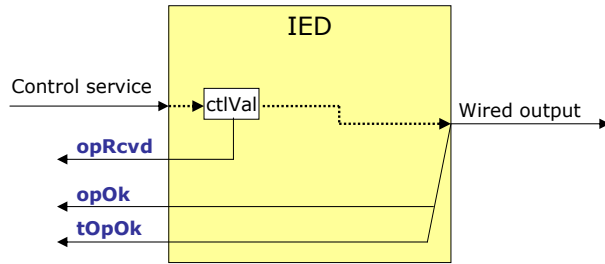 IED
Control service
ctlVal
Wired output
opRcvd
opOk
tOpOk